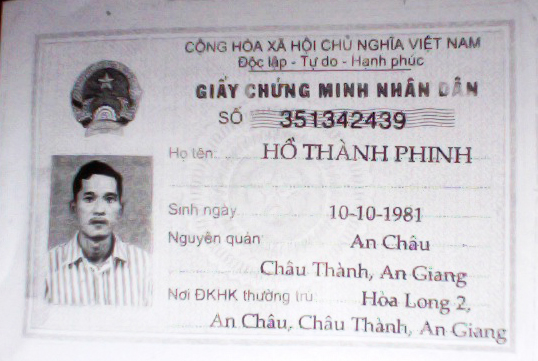 CỘNG HÒA XÃ HỘI CHỦ NGHĨA VIỆT NAM
Độc lập - Tự do - Hạnh phúc
GIẤY CHỨNG MINH NHÂN DÂN
SỐ 351342439
Họ tên HỒ THÀNH PHINH
Sinh ngày 10-10-1981
Nguyên quán An Châu
Châu Thành, An Giang
Nơi ĐKHK thường trú Hòa Long 2,
An Châu, Châu Thành, An Giang